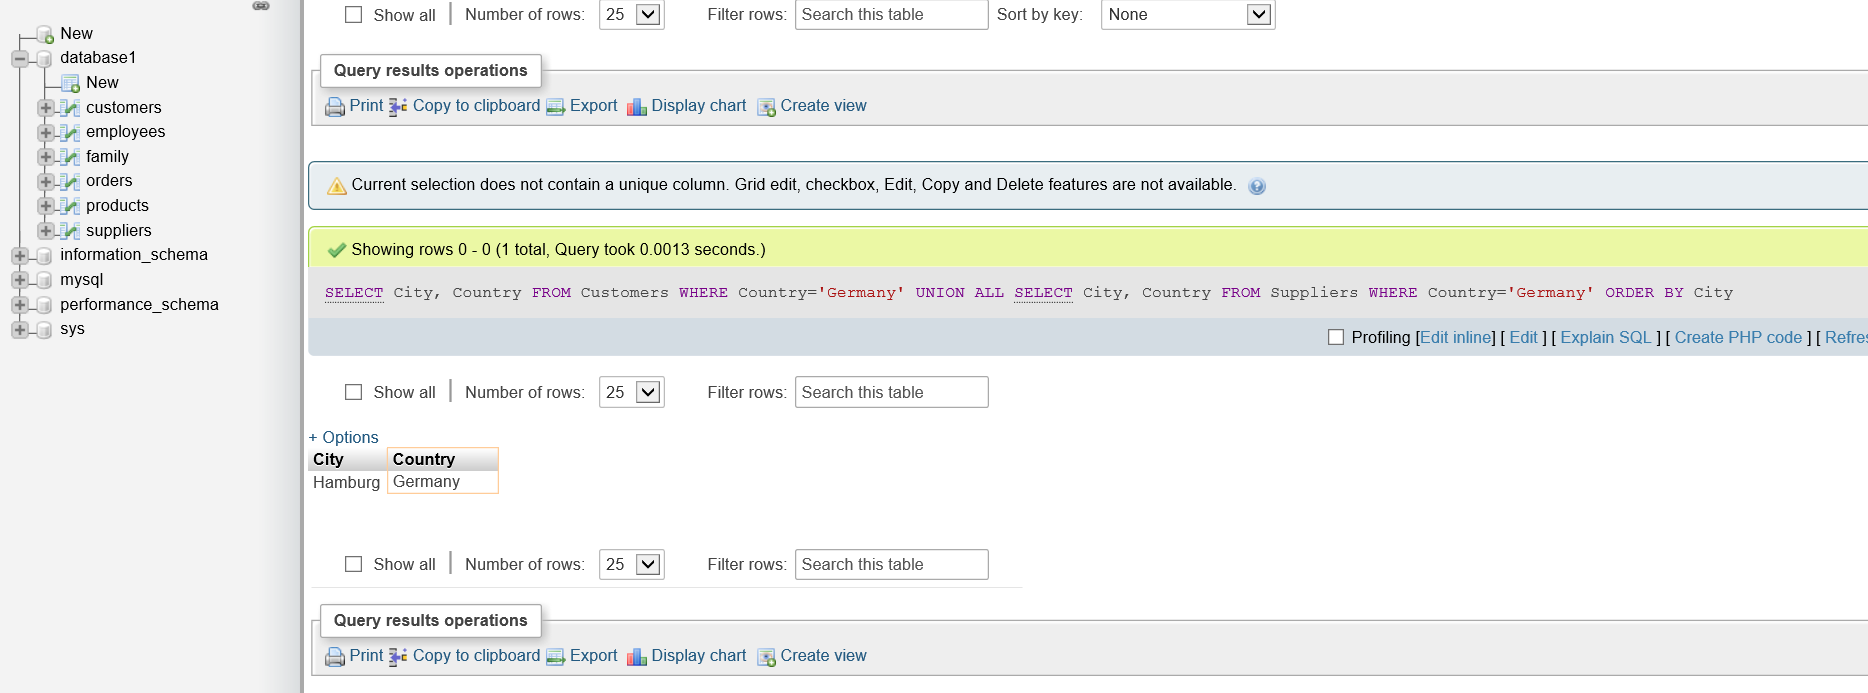 New
database1
New
customers
employees
family
orders
products
suppliers
information_schema
mysql
performance_schema
sys
Show all Number of rows: 25 Filter rows: Search this table Sort by key: None
Query results operations
Print Copy to clipboard Export Display chart Create view
Current selection does not contain a unique column. Grid edit, checkbox, Edit, Copy and Delete features are not available.
Showing rows 0 - 0 (1 total, Query took 0.0013 seconds.)
SELECT City, Country FROM Customers WHERE Country='Germany' UNION ALL SELECT City, Country FROM Suppliers WHERE Country='Germany' ORDER BY City
Profiling [Edit inline] [ Edit ] [ Explain SQL ] [ Create PHP code ] [ Refres
Show all Number of rows: 25 Filter rows: Search this table
+ Options
City Country
Hamburg Germany
Show all Number of rows: 25 Filter rows: Search this table
Query results operations
Print Copy to clipboard Export Display chart Create view